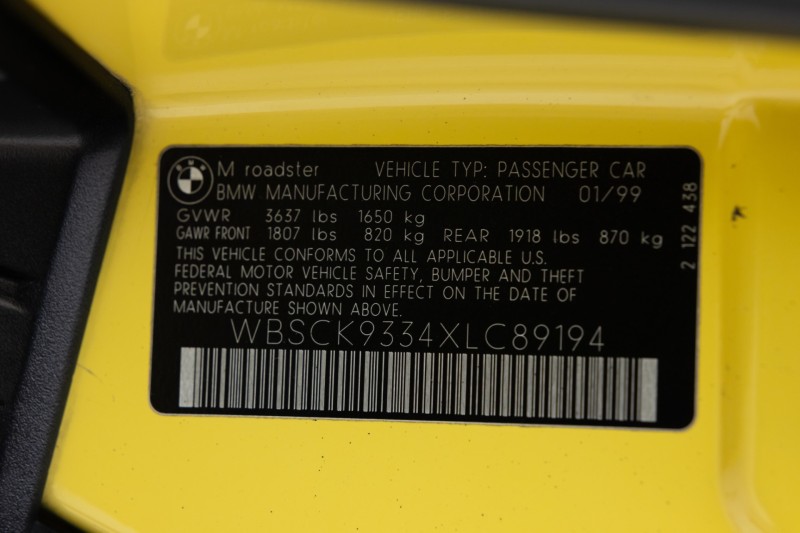 M roadster VEHICLE TYP: PASSENGER CAR
BMW MANUFACTURING CORPORATION 01/99
GVWR 3637 lbs 1650 kg
GAWR FRONT 1807 lbs 820 kg REAR 1918 lbs 870 kg
THIS VEHICLE CONFORMS TO ALL APPLICABLE U.S.
FEDERAL MOTOR VEHICLE SAFETY, BUMPER AND THEFT
PREVENTION STANDARDS IN EFFECT ON THE DATE OF
MANUFACTURE SHOWN ABOVE.
WBSCK9334XLC89194
2 122 438